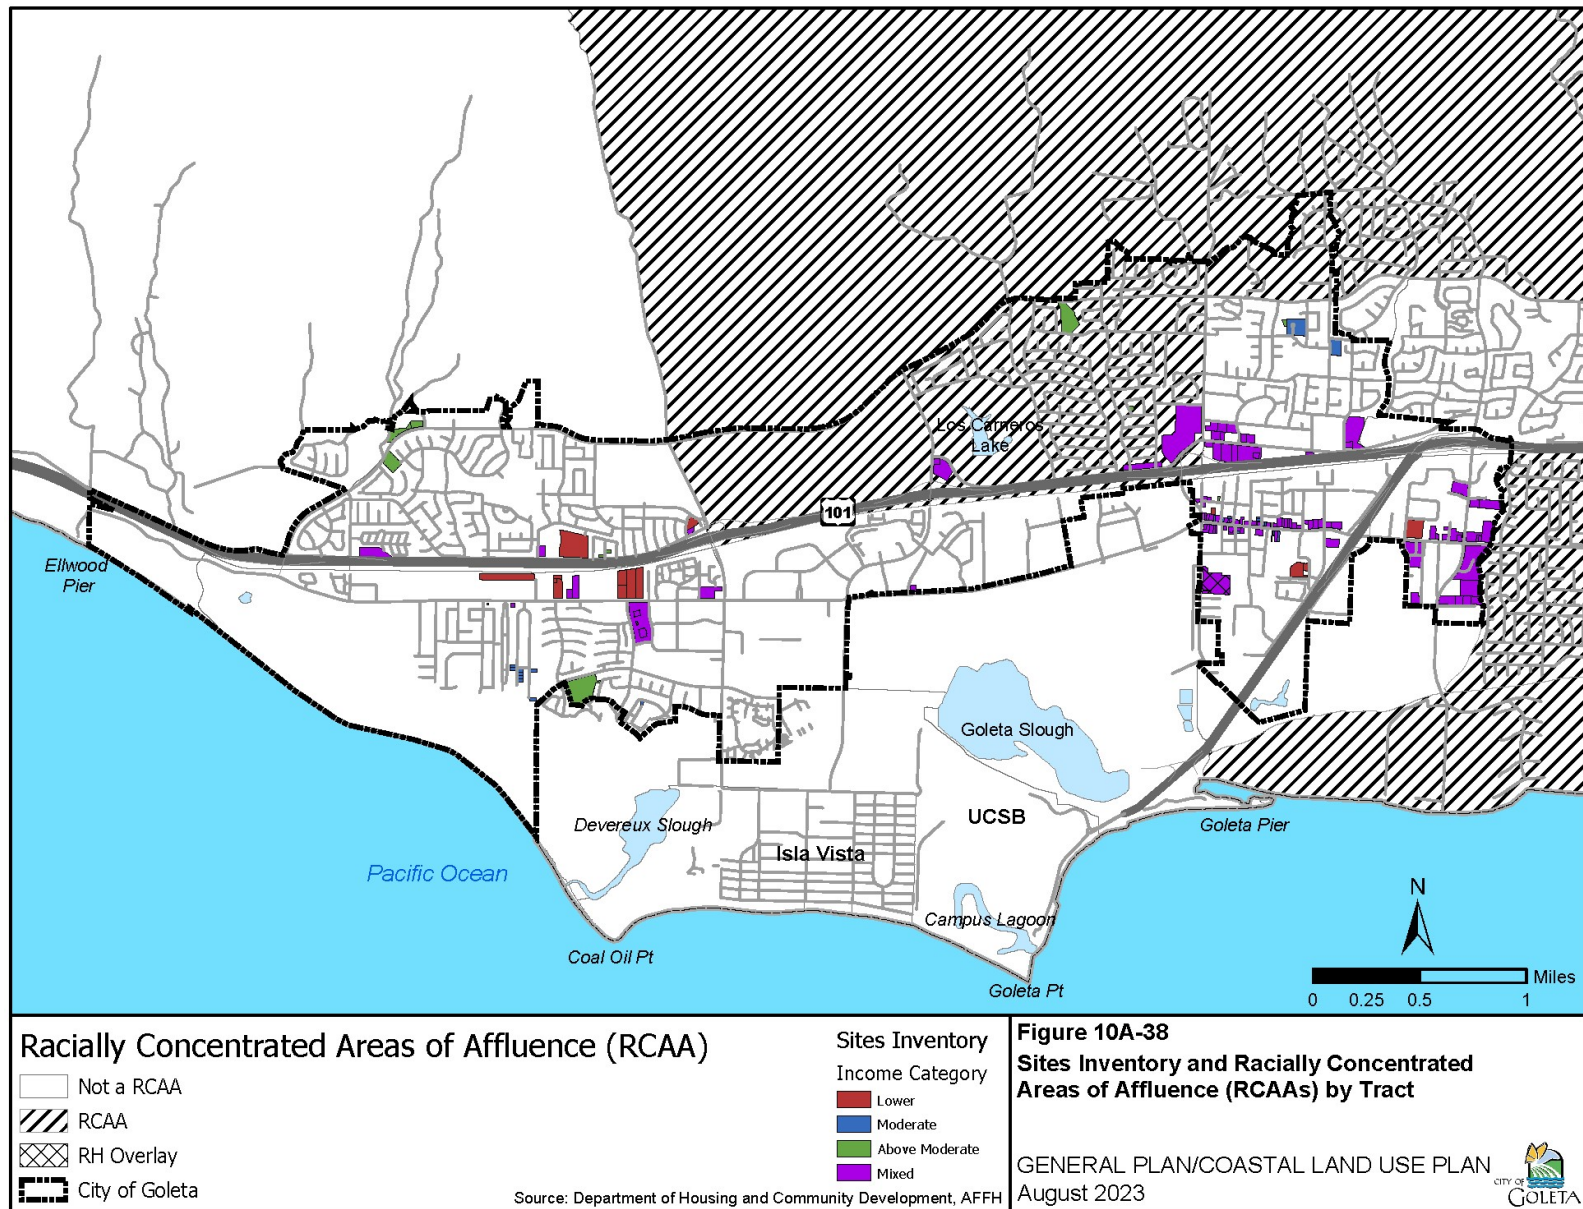 Los Carneros
Lake
101
Ellwood
Pier
Goleta Slough
UCSB
Devereux Slough
Goleta Pier
Isla Vista
Pacific Ocean
Campus Lagoon
N
Coal Oil Pt
Goleta Pt
Miles
0 0.25 0.5 1
Racially Concentrated Areas of Affluence (RCAA)
Not a RCAA
RCAA
RH Overlay
City of Goleta
Sites Inventory
Income Category
Lower
Moderate
Above Moderate
Mixed
Source: Department of Housing and Community Development, AFFH
Figure 10A-38
Sites Inventory and Racially Concentrated
Areas of Affluence (RCAAs) by Tract
GENERAL PLAN/COASTAL LAND USE PLAN
August 2023
CITY OF
GOLETA